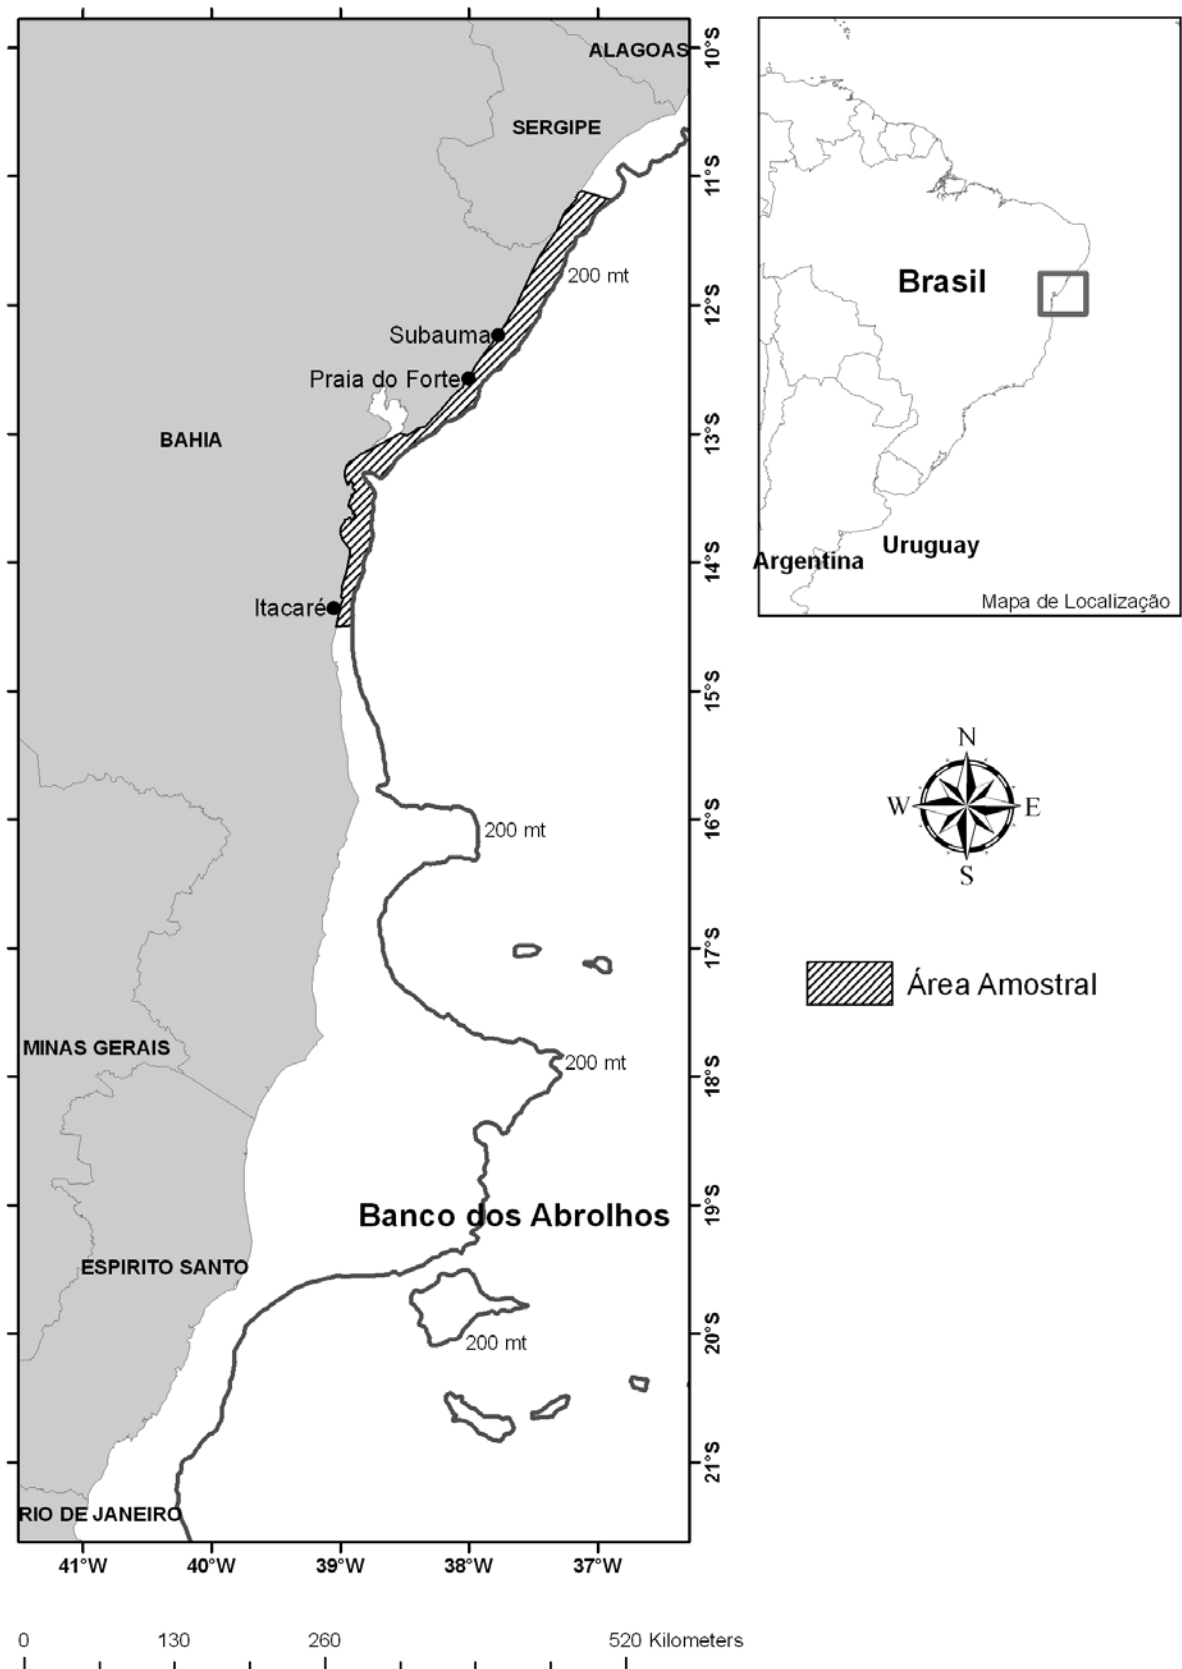 ALAGOAS
10°S
SERGIPE
11°S
200 mt
12°S
Subauma
Praia do Forte
13°S
BAHIA
14°S
Itacaré
15°S
16°S
200 mt
17°S
MINAS GERAIS
200 mt
18°S
19°S
Banco dos Abrolhos
ESPIRITO SANTO
20°S
200 mt
21°S
RIO DE JANEIRO
41°W 40°W 39°W 38°W 37°W
0 130 260 520 Kilometers
Brasil
Uruguay
Argentina
Mapa de Localização
N
W E
S
Área Amostral